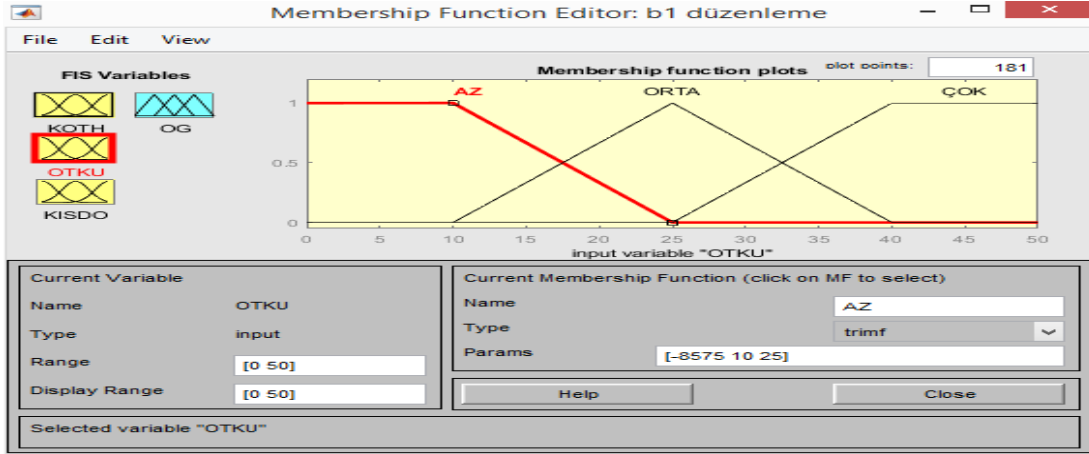 Membership Function Editor: b1 düzenleme
File Edit View
FIS Variables
KOTH OG
OTKU
KISDO
Membership function plots plot points: 181
AZ ORTA ÇOK
1
0.5
0
0 5 10 15 20 25 30 35 40 45 50
input variable "OTKU"
Current Variable
Name OTKU
Type input
Range [0 50]
Display Range [0 50]
Current Membership Function (click on MF to select)
Name AZ
Type trimf
Params [-8575 10 25]
Help Close
Selected variable "OTKU"